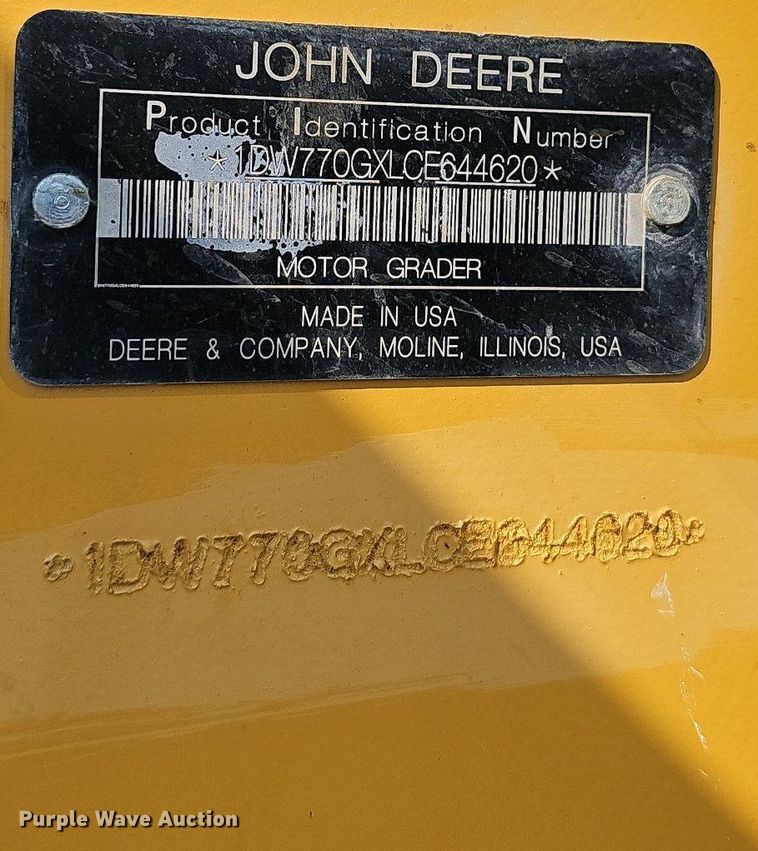 JOHN DEERE
Product Identification Number
*1DW770GXLCE644620*
MOTOR GRADER
MADE IN USA
DEERE & COMPANY, MOLINE, ILLINOIS, USA
*1DW770GXLCE644620*
Purple Wave Auction